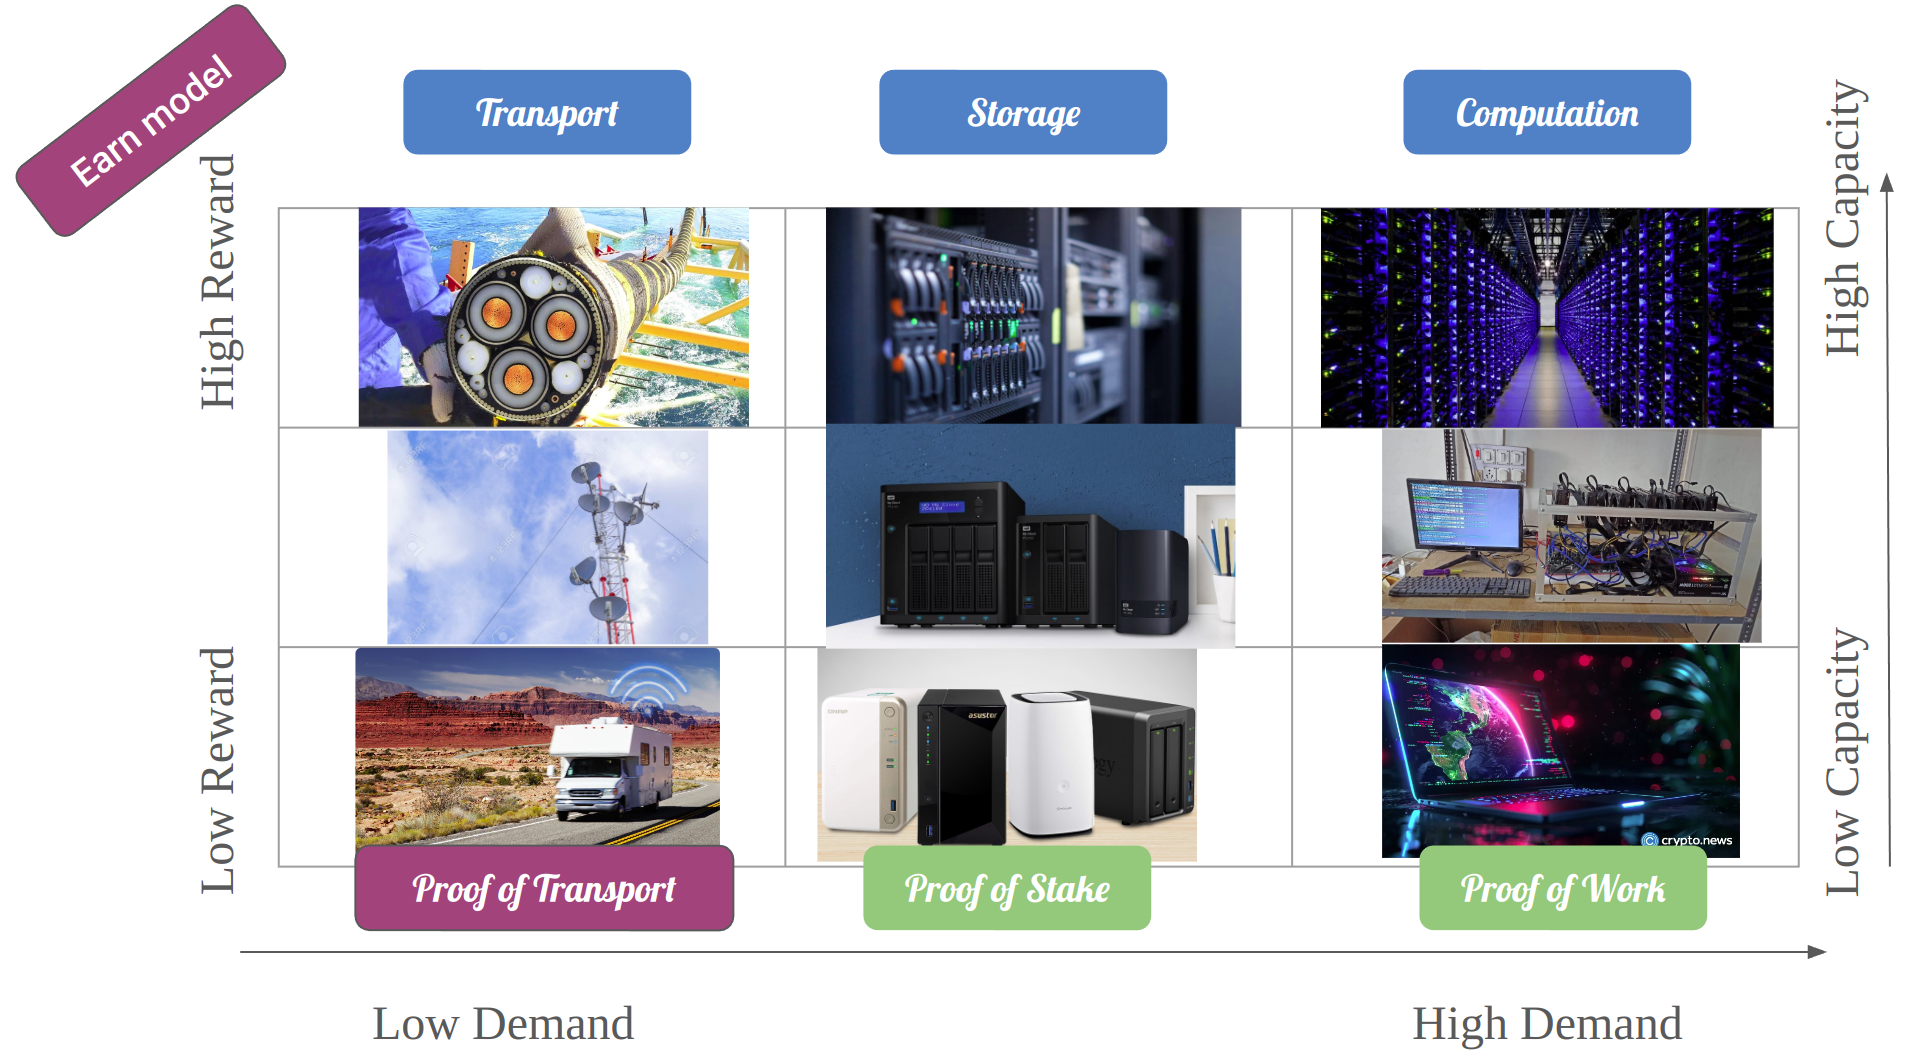 Earn model
Transport
Storage
Computation
High Reward
High Capacity
Low Reward
Low Capacity
asustor
crypto.news
Proof of Transport
Proof of Stake
Proof of Work
Low Demand
High Demand